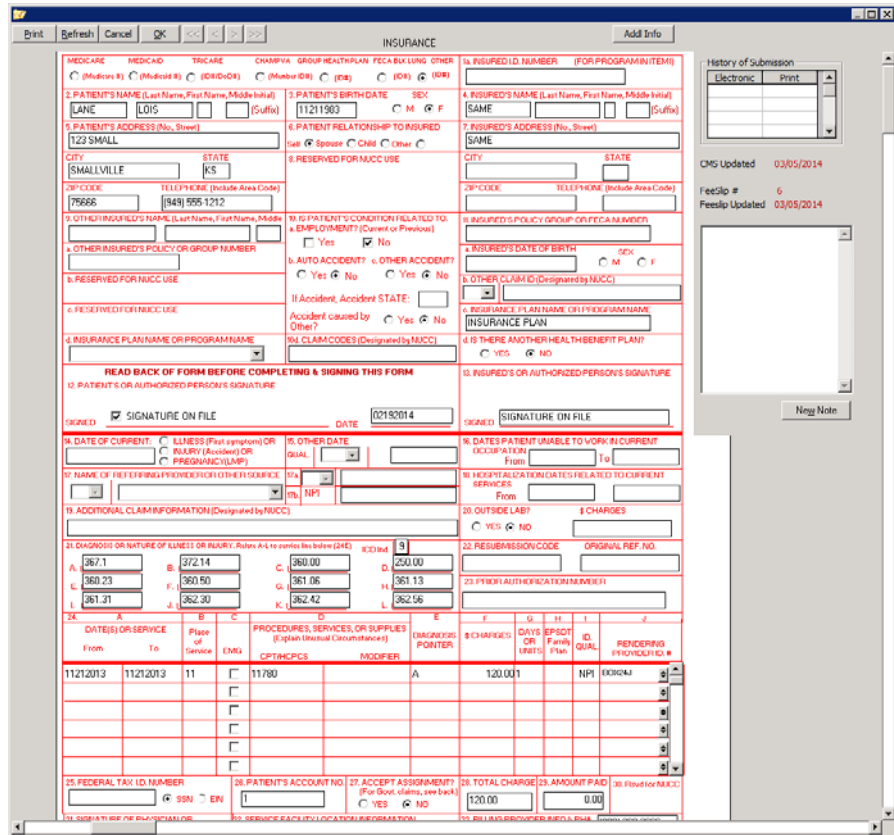 Print Refresh Cancel OK << < > >> Addl Info
INSURANCE
MEDICARE MEDICAID TRICARE CHAMPVA GROUP HEALTH PLAN FECA BLK LUNG OTHER
(Medicare #) (Medicaid #) (ID#/DoD#) (Member ID#) (ID#) (ID#) (ID#)
1a. INSURED I.D. NUMBER (FOR PROGRAM IN ITEM I)
2. PATIENT'S NAME (Last Name, First Name, Middle Initial)
LANE LOIS (Suffix)
3. PATIENT'S BIRTH DATE SEX
11211983 M F
4. INSURED'S NAME (Last Name, First Name, Middle Initial)
SAME (Suffix)
5. PATIENT'S ADDRESS (No., Street)
123 SMALL
6. PATIENT RELATIONSHIP TO INSURED
Self Spouse Child Other
7. INSURED'S ADDRESS (No., Street)
SAME
CITY STATE
SMALLVILLE KS
8. RESERVED FOR NUCC USE
CITY STATE
ZIP CODE TELEPHONE (Include Area Code)
75666 (949) 555-1212
ZIP CODE TELEPHONE (Include Area Code)
9. OTHER INSURED'S NAME (Last Name, First Name, Middle
10. IS PATIENT'S CONDITION RELATED TO:
a. EMPLOYMENT? (Current or Previous)
Yes No
11. INSURED'S POLICY GROUP OR FECA NUMBER
a. OTHER INSURED'S POLICY OR GROUP NUMBER
b. AUTO ACCIDENT? c. OTHER ACCIDENT?
Yes No Yes No
a. INSURED'S DATE OF BIRTH SEX
M F
b. RESERVED FOR NUCC USE
If Accident, Accident STATE:
b. OTHER CLAIM ID (Designated by NUCC)
c. RESERVED FOR NUCC USE
Accident caused by Other? Yes No
c. INSURANCE PLAN NAME OR PROGRAM NAME
INSURANCE PLAN
d. INSURANCE PLAN NAME OR PROGRAM NAME
10d. CLAIM CODES (Designated by NUCC)
d. IS THERE ANOTHER HEALTH BENEFIT PLAN?
YES NO
READ BACK OF FORM BEFORE COMPLETING & SIGNING THIS FORM
12. PATIENT'S OR AUTHORIZED PERSON'S SIGNATURE
SIGNED SIGNATURE ON FILE DATE 02192014
13. INSURED'S OR AUTHORIZED PERSON'S SIGNATURE
SIGNED SIGNATURE ON FILE
14. DATE OF CURRENT: ILLNESS (First symptom) OR
INJURY (Accident) OR
PREGNANCY(LMP)
15. OTHER DATE
QUAL.
16. DATES PATIENT UNABLE TO WORK IN CURRENT
OCCUPATION
From To
17. NAME OF REFERRING PROVIDER OR OTHER SOURCE
17a.
17b. NPI
18. HOSPITALIZATION DATES RELATED TO CURRENT
SERVICES
From
19. ADDITIONAL CLAIM INFORMATION (Designated by NUCC)
20. OUTSIDE LAB? $ CHARGES
YES NO
21. DIAGNOSIS OR NATURE OF ILLNESS OR INJURY. Relate A-L to service line below (24E) ICD Ind. 9
A. 367.1 B. 372.14 C. 360.00 D. 250.00
E. 360.23 F. 360.50 G. 361.06 H. 361.13
I. 361.31 J. 362.30 K. 362.42 L. 362.56
22. RESUBMISSION CODE ORIGINAL REF. NO.
23. PRIOR AUTHORIZATION NUMBER
24. A B C D E F G H I J
DATE(S) OR SERVICE
From To
Place of Service
EMG
PROCEDURES, SERVICES, OR SUPPLIES
(Explain Unusual Circumstances)
CPT/HCPCS MODIFIER
DIAGNOSIS POINTER
$ CHARGES
DAYS OR UNITS
EPSDT Family Plan
ID. QUAL.
RENDERING PROVIDER ID. #
11212013 11212013 11 11780 A 120.00 1 NPI BOX24J
25. FEDERAL TAX I.D. NUMBER
SSN EIN
26. PATIENT'S ACCOUNT NO.
1
27. ACCEPT ASSIGNMENT?
(For Govt. claims, see back)
YES NO
28. TOTAL CHARGE
120.00
29. AMOUNT PAID
0.00
30. Rsvd for NUCC
History of Submission
Electronic Print
CMS Updated 03/05/2014
FeeSlip # 6
Feeslip Updated 03/05/2014
New Note